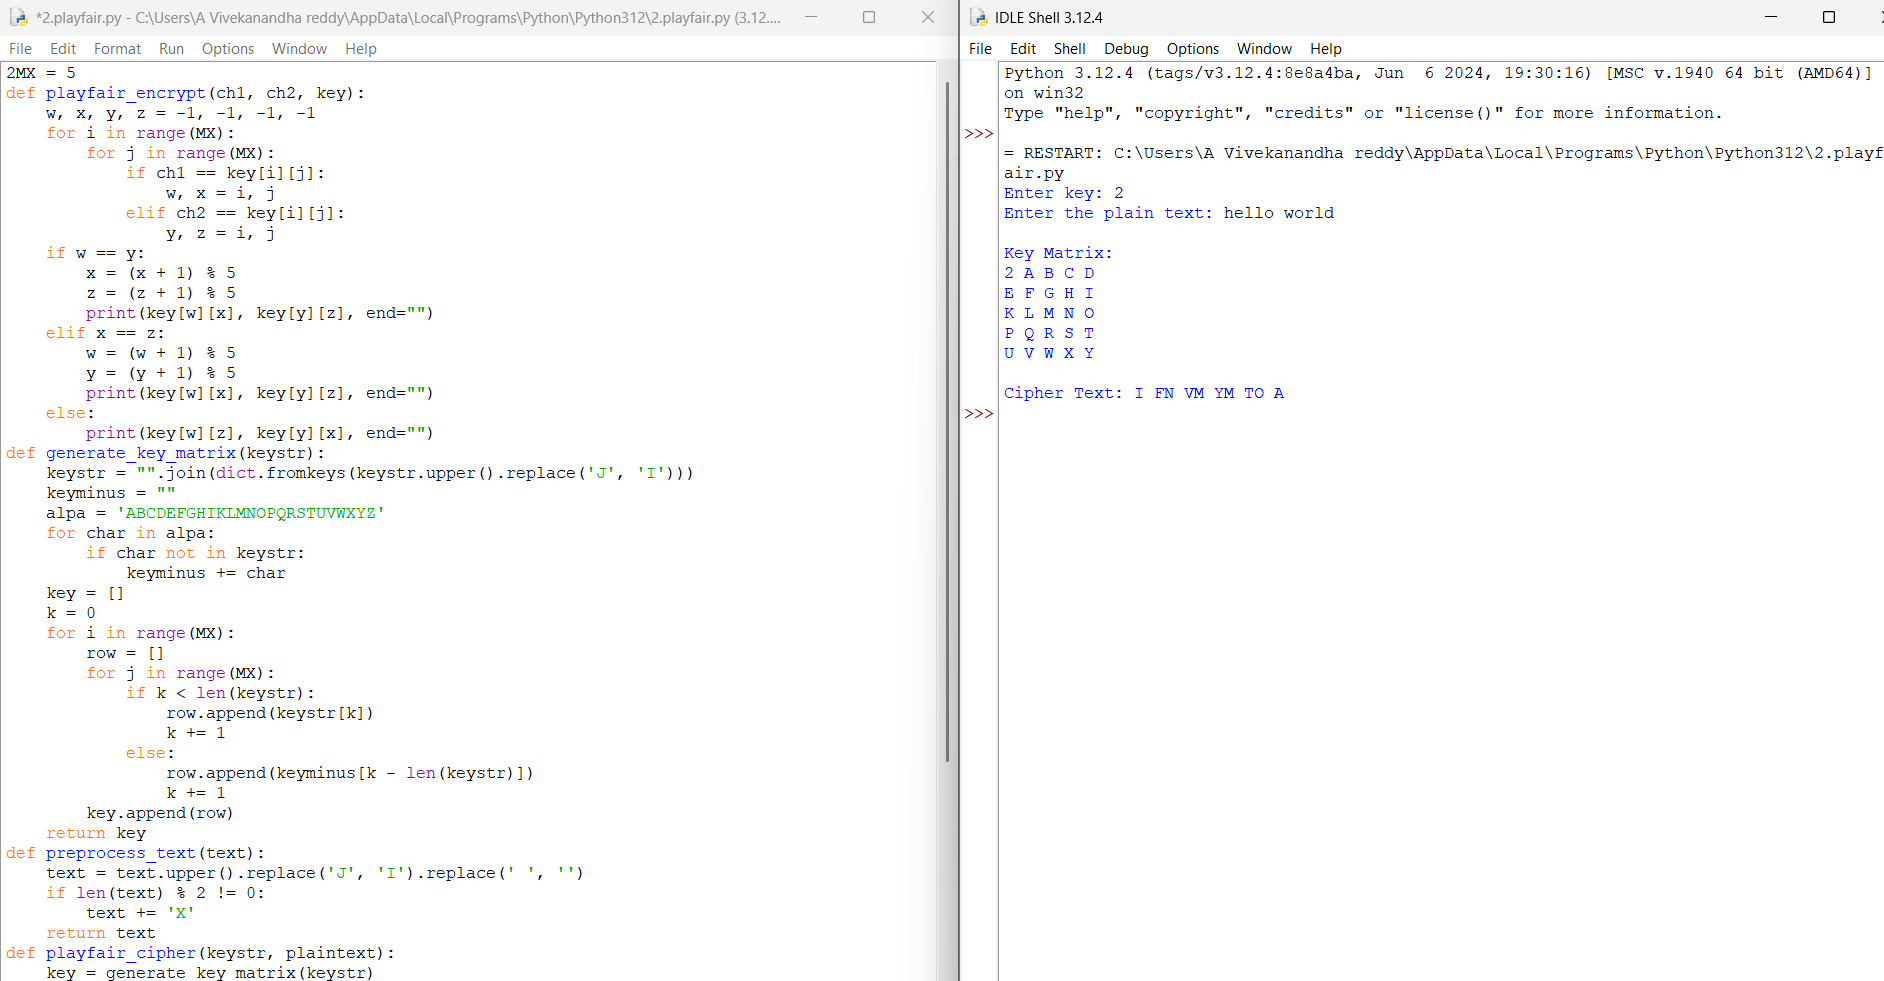 *2.playfair.py - C:\Users\A Vivekanandha reddy\AppData\Local\Programs\Python\Python312\2.playfair.py (3.12....
File Edit Format Run Options Window Help
2MX = 5
def playfair_encrypt(ch1, ch2, key):
    w, x, y, z = -1, -1, -1, -1
    for i in range(MX):
        for j in range(MX):
            if ch1 == key[i][j]:
                w, x = i, j
            elif ch2 == key[i][j]:
                y, z = i, j
    if w == y:
        x = (x + 1) % 5
        z = (z + 1) % 5
        print(key[w][x], key[y][z], end="")
    elif x == z:
        w = (w + 1) % 5
        y = (y + 1) % 5
        print(key[w][x], key[y][z], end="")
    else:
        print(key[w][z], key[y][x], end="")
def generate_key_matrix(keystr):
    keystr = "".join(dict.fromkeys(keystr.upper().replace('J', 'I')))
    keyminus = ""
    alpa = 'ABCDEFGHIKLMNOPQRSTUVWXYZ'
    for char in alpa:
        if char not in keystr:
            keyminus += char
    key = []
    k = 0
    for i in range(MX):
        row = []
        for j in range(MX):
            if k < len(keystr):
                row.append(keystr[k])
                k += 1
            else:
                row.append(keyminus[k - len(keystr)])
                k += 1
        key.append(row)
    return key
def preprocess_text(text):
    text = text.upper().replace('J', 'I').replace(' ', '')
    if len(text) % 2 != 0:
        text += 'X'
    return text
def playfair_cipher(keystr, plaintext):
    key = generate_key_matrix(keystr)
IDLE Shell 3.12.4
File Edit Shell Debug Options Window Help
Python 3.12.4 (tags/v3.12.4:8e8a4ba, Jun  6 2024, 19:30:16) [MSC v.1940 64 bit (AMD64)]
on win32
Type "help", "copyright", "credits" or "license()" for more information.
>>>
= RESTART: C:\Users\A Vivekanandha reddy\AppData\Local\Programs\Python\Python312\2.playf
air.py
Enter key: 2
Enter the plain text: hello world
Key Matrix:
2 A B C D
E F G H I
K L M N O
P Q R S T
U V W X Y
Cipher Text: I FN VM YM TO A
>>>